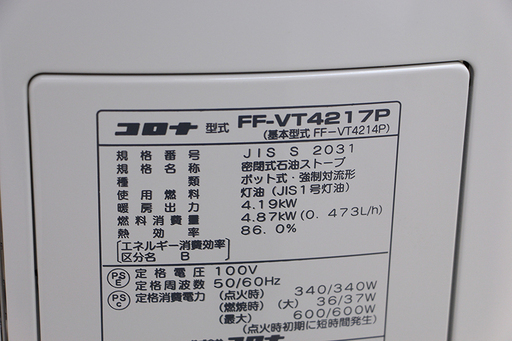 コロナ 型式 FF-VT4217P
(基本型式 FF-VT4214P)
規格番号 JIS S 2031
規格名称 密閉式石油ストーブ
種類 ポット式・強制対流形
使用燃料 灯油(JIS1号灯油)
暖房出力 4.19kW
燃料消費量 4.87kW(0.473L/h)
熱効率 86.0%
[エネルギー消費効率
区分名 B]
PSE 定格電圧 100V
定格周波数 50/60Hz
PSC 定格消費電力 (点火時) 340/340W
(燃焼時) (大) 36/37W
(最大) 600/600W
(点火時初期に短時間発生)
コロナ